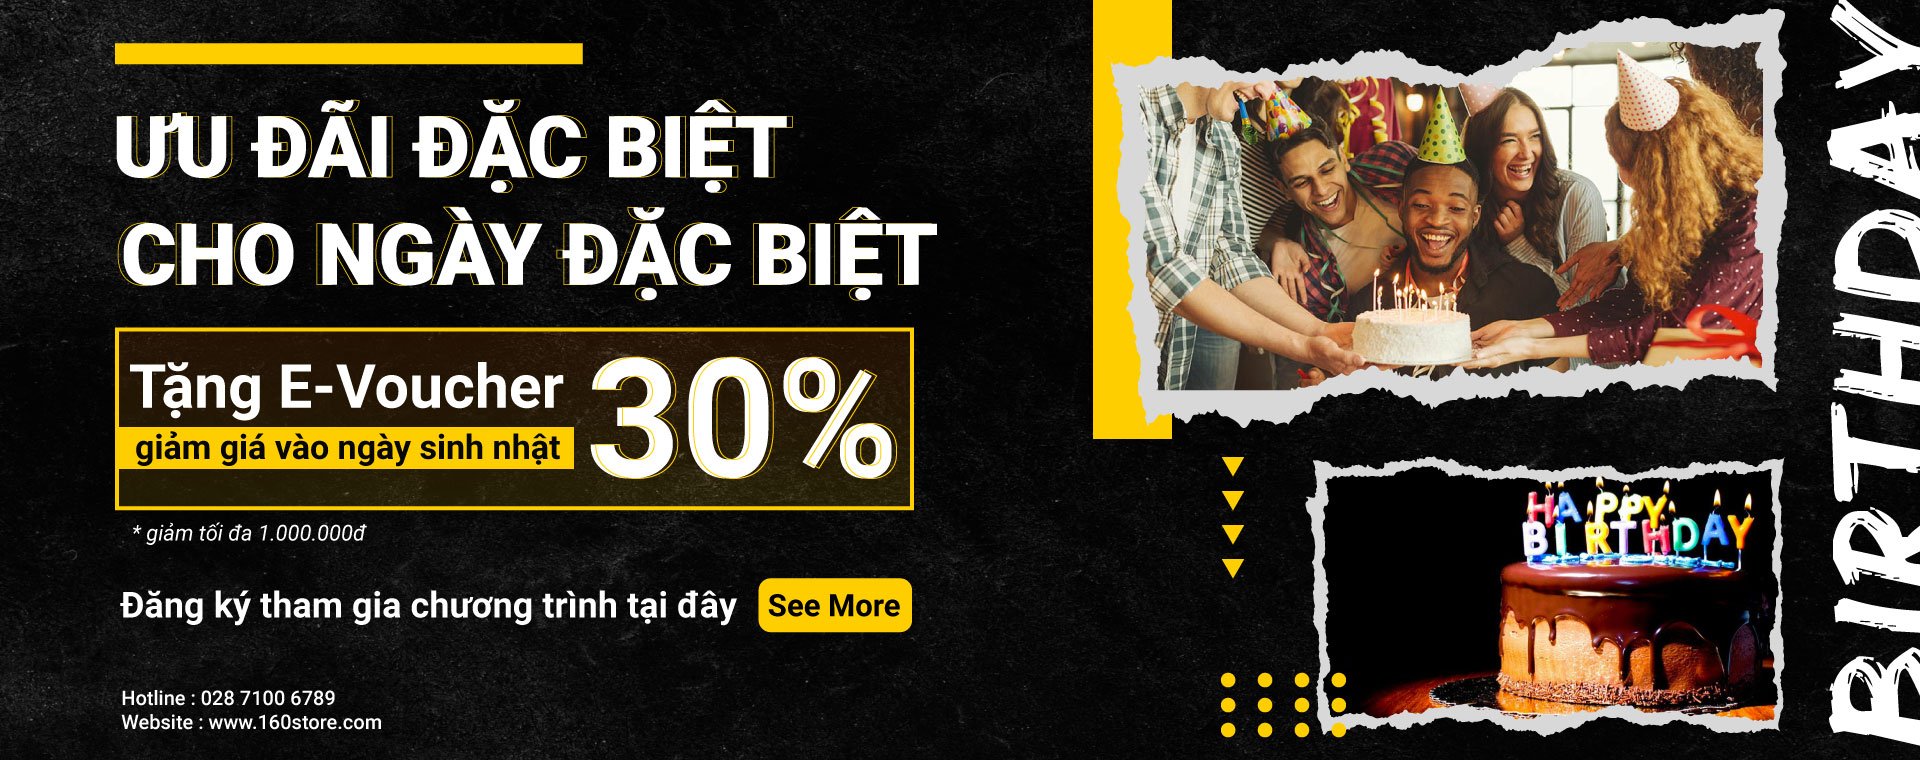 ƯU ĐÃI ĐẶC BIỆT
CHO NGÀY ĐẶC BIỆT
Tặng E-Voucher
giảm giá vào ngày sinh nhật
30%
* giảm tối đa 1.000.000đ
Đăng ký tham gia chương trình tại đây
See More
Hotline : 028 7100 6789
Website : www.160store.com
HAPPY
BIRTHDAY
BIRTHDAY